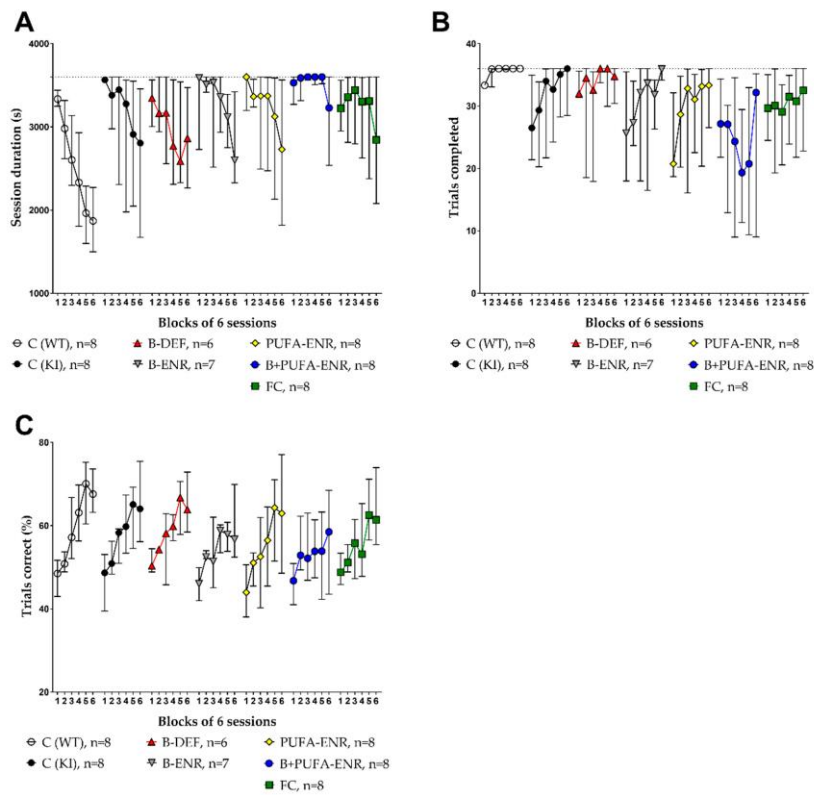 A
Session duration (s)
4000
3000
2000
1000
1 2 3 4 5 6 1 2 3 4 5 6 1 2 3 4 5 6 1 2 3 4 5 6 1 2 3 4 5 6 1 2 3 4 5 6 1 2 3 4 5 6
Blocks of 6 sessions
C (WT), n=8 B-DEF, n=6 PUFA-ENR, n=8
C (KI), n=8 B-ENR, n=7 B+PUFA-ENR, n=8
FC, n=8
B
Trials completed
40
30
20
10
0
1 2 3 4 5 6 1 2 3 4 5 6 1 2 3 4 5 6 1 2 3 4 5 6 1 2 3 4 5 6 1 2 3 4 5 6 1 2 3 4 5 6
Blocks of 6 sessions
C (WT), n=8 B-DEF, n=6 PUFA-ENR, n=8
C (KI), n=8 B-ENR, n=7 B+PUFA-ENR, n=8
FC, n=8
C
Trials correct (%)
80
60
40
20
1 2 3 4 5 6 1 2 3 4 5 6 1 2 3 4 5 6 1 2 3 4 5 6 1 2 3 4 5 6 1 2 3 4 5 6 1 2 3 4 5 6
Blocks of 6 sessions
C (WT), n=8 B-DEF, n=6 PUFA-ENR, n=8
C (KI), n=8 B-ENR, n=7 B+PUFA-ENR, n=8
FC, n=8